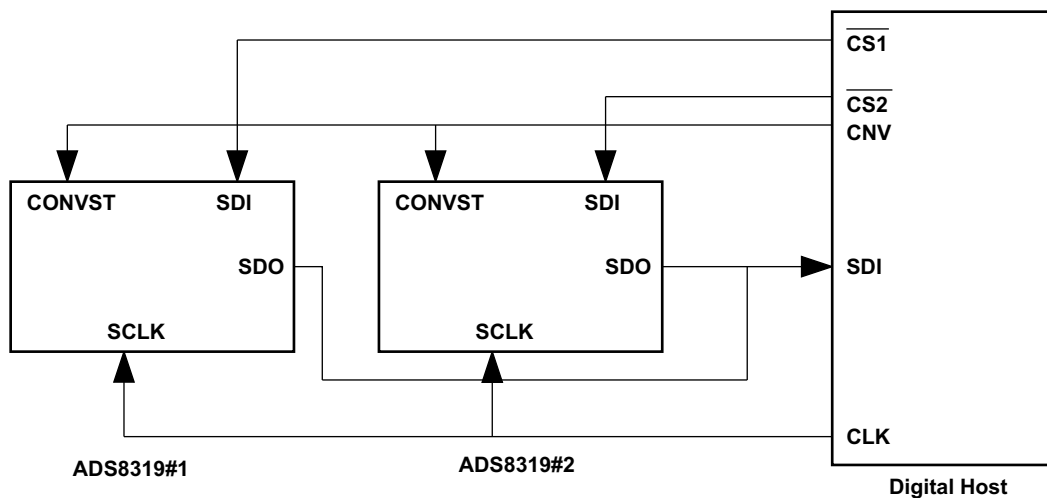 CS1
CS2
CNV
CONVST
SDI
CONVST
SDI
SDO
SDO
SDI
SCLK
SCLK
CLK
ADS8319#1
ADS8319#2
Digital Host